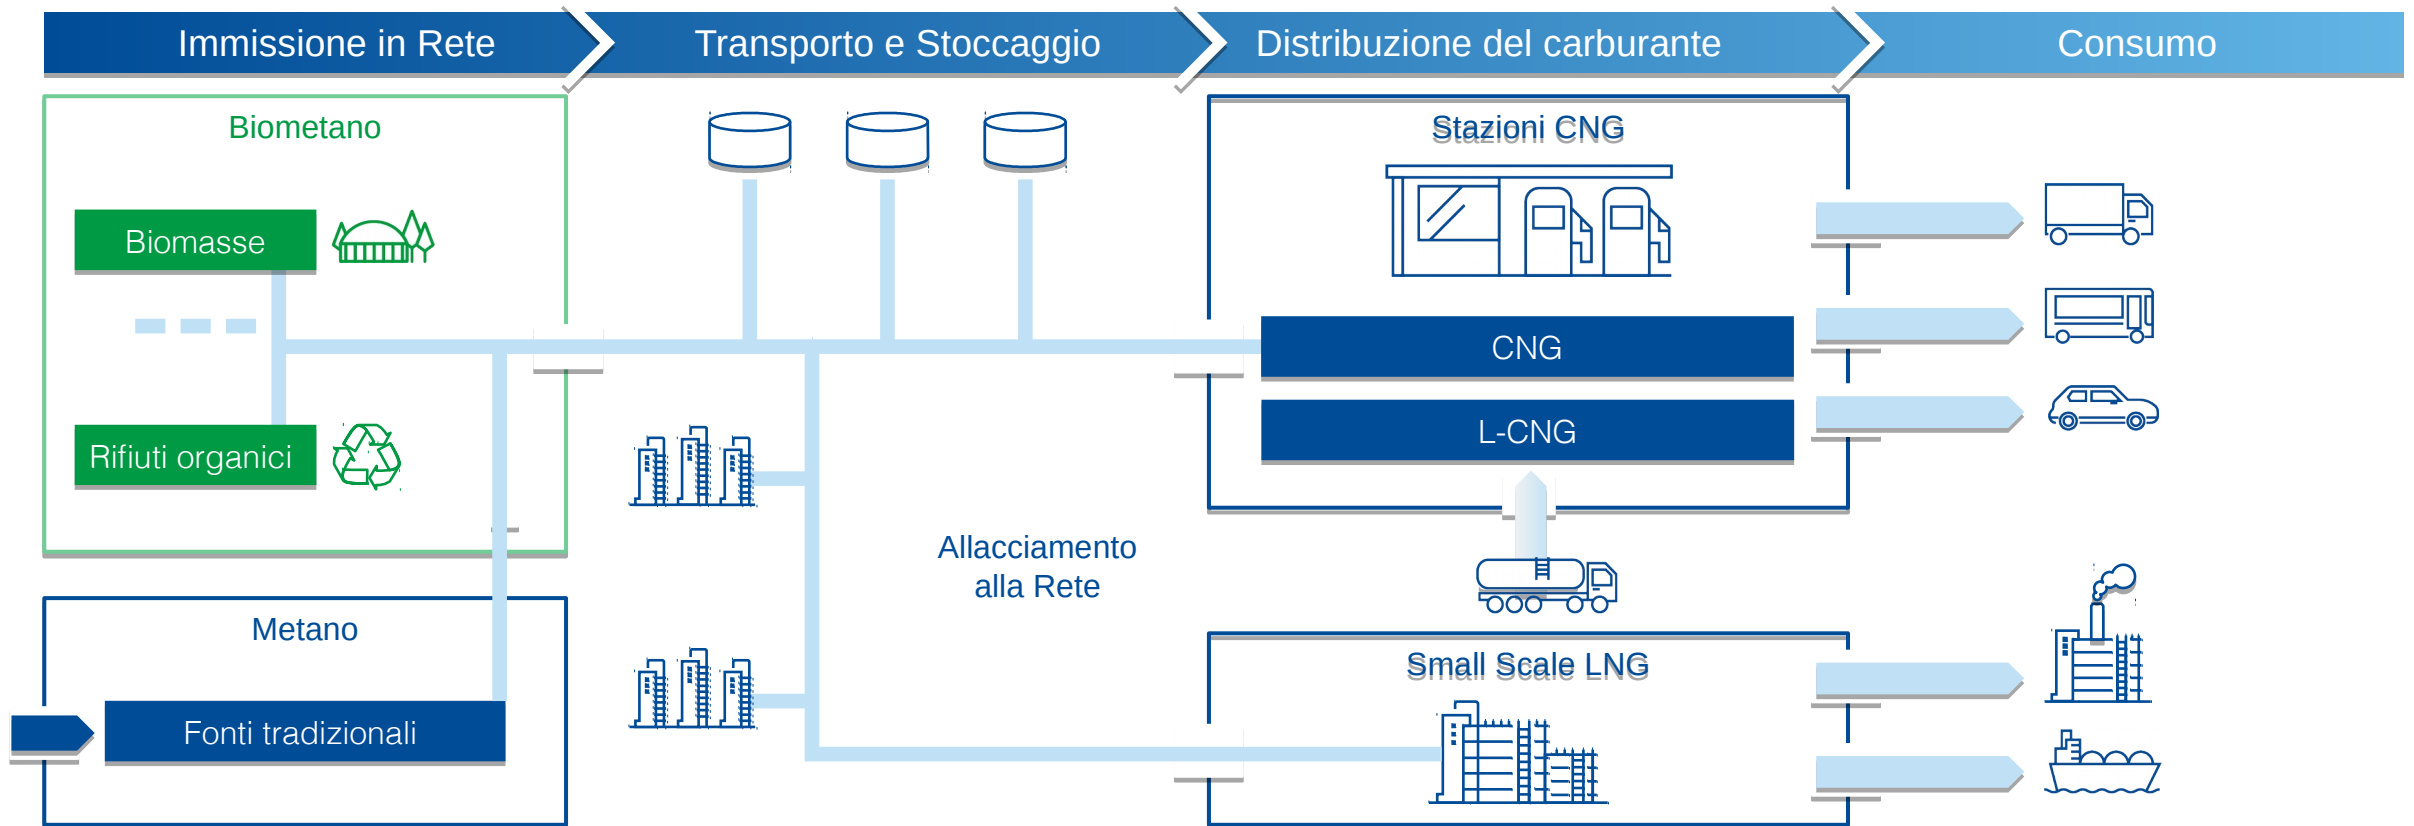 Immissione in Rete
Transporto e Stoccaggio
Distribuzione del carburante
Consumo
Biometano
Biomasse
Rifiuti organici
Metano
Fonti tradizionali
Allacciamento
alla Rete
Stazioni CNG
CNG
L-CNG
Small Scale LNG